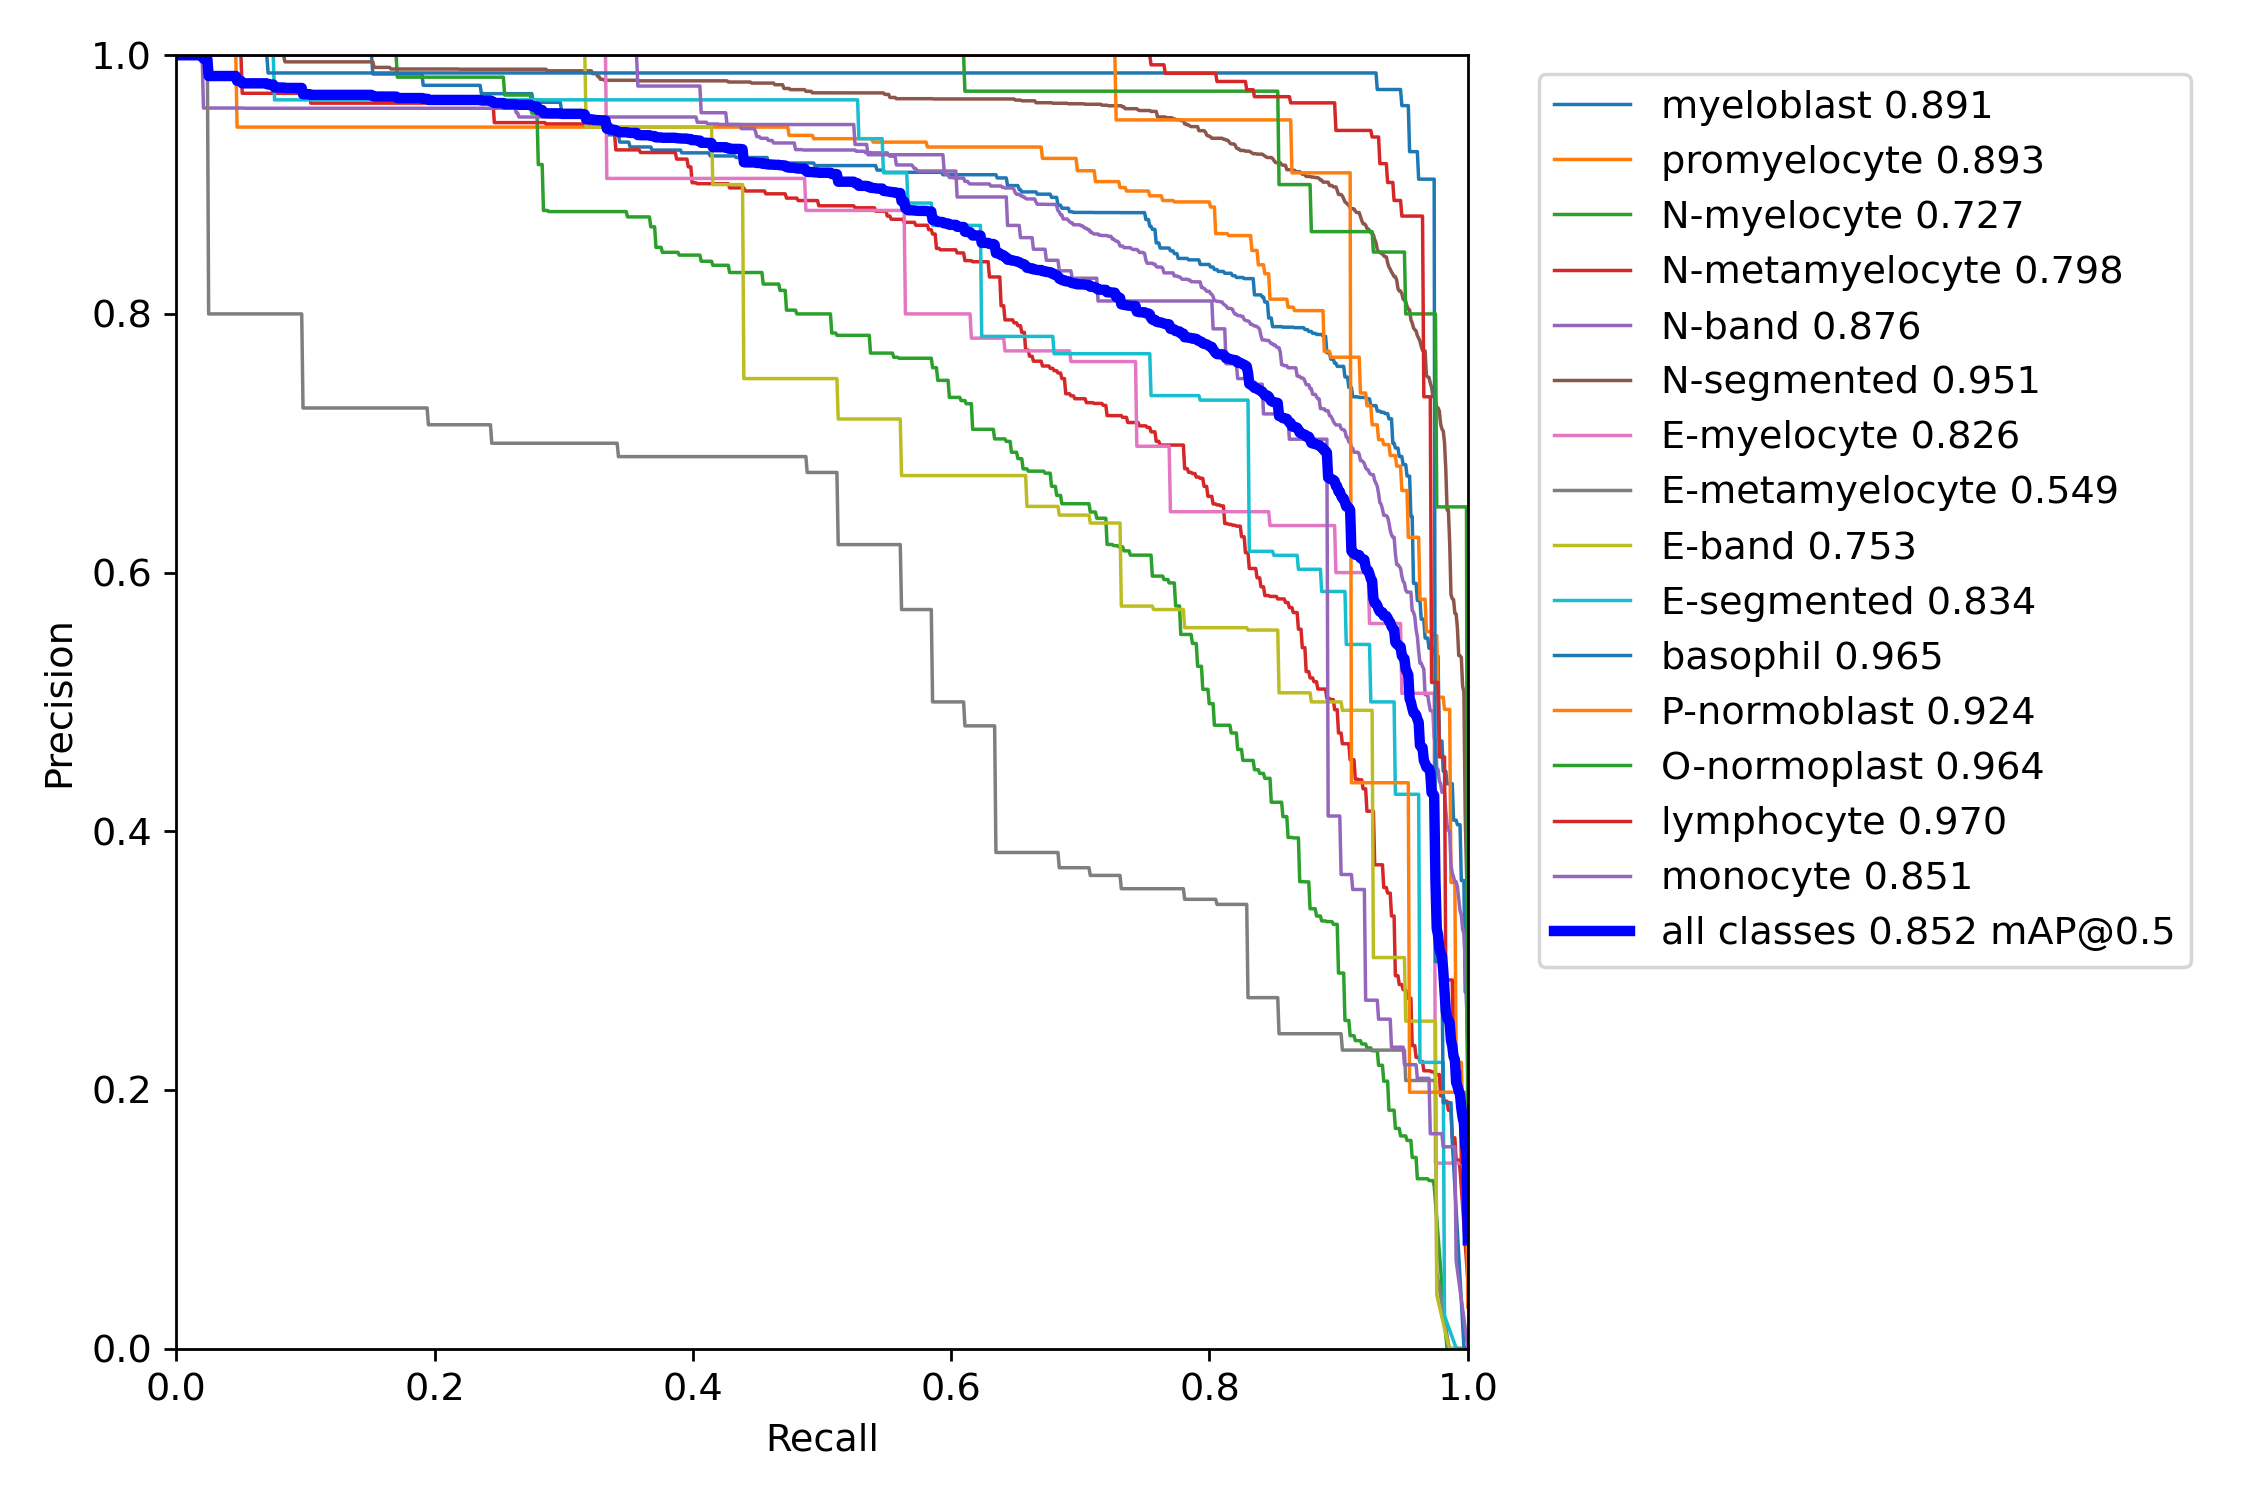 1.0
0.8
0.6
0.4
0.2
0.0
Precision
0.0 0.2 0.4 0.6 0.8 1.0
Recall
myeloblast 0.891
promyelocyte 0.893
N-myelocyte 0.727
N-metamyelocyte 0.798
N-band 0.876
N-segmented 0.951
E-myelocyte 0.826
E-metamyelocyte 0.549
E-band 0.753
E-segmented 0.834
basophil 0.965
P-normoblast 0.924
O-normoplast 0.964
lymphocyte 0.970
monocyte 0.851
all classes 0.852 mAP@0.5